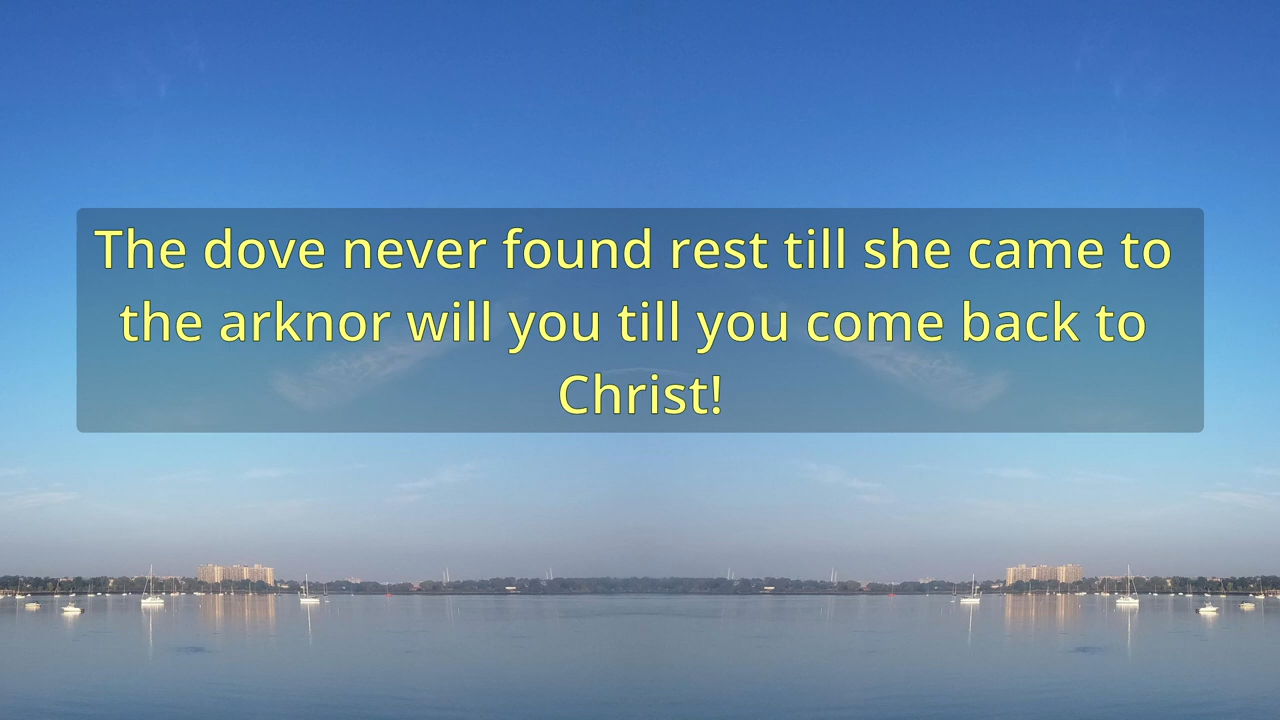 The dove never found rest till she came to
the arknor will you till you come back to
Christ!